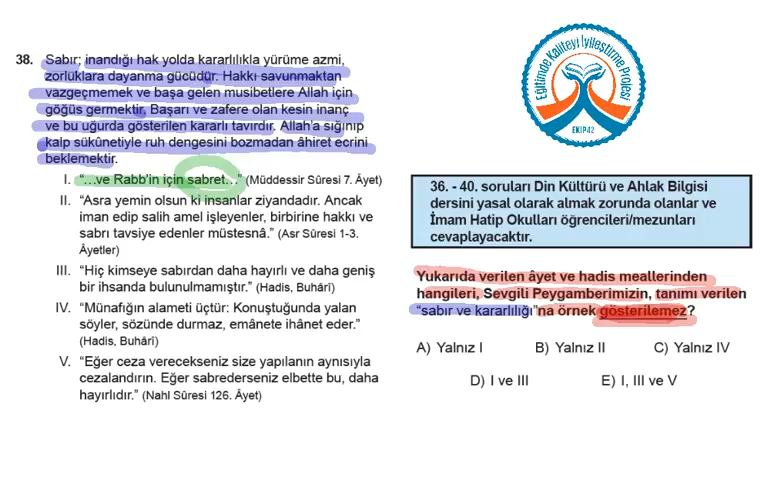 38. Sabır; inandığı hak yolda kararlılıkla yürüme azmi,
zorluklara dayanma gücüdür. Hakkı savunmaktan
vazgeçmemek ve başa gelen musibetlere Allah için
göğüs germektir. Başarı ve zafere olan kesin inanç
ve bu uğurda gösterilen kararlı tavırdır. Allah'a sığınıp
kalp sükûnetiyle ruh dengesini bozmadan âhiret ecrini
beklemektir.
I. “...ve Rabb'in için sabret...” (Müddessir Sûresi 7. Âyet)
II. “Asra yemin olsun ki insanlar ziyandadır. Ancak
iman edip salih amel işleyenler, birbirine hakkı ve
sabrı tavsiye edenler müstesnâ.” (Asr Sûresi 1-3.
Âyetler)
III. “Hiç kimseye sabırdan daha hayırlı ve daha geniş
bir ihsanda bulunulmamıştır.” (Hadis, Buhârî)
IV. “Münafığın alameti üçtür: Konuştuğunda yalan
söyler, sözünde durmaz, emânete ihânet eder.”
(Hadis, Buhârî)
V. “Eğer ceza verecekseniz size yapılanın aynısıyla
cezalandırın. Eğer sabrederseniz elbette bu, daha
hayırlıdır.” (Nahl Sûresi 126. Âyet)
Eğitimde Kaliteyi İyileştirme Projesi
EKİP42
36. - 40. soruları Din Kültürü ve Ahlak Bilgisi
dersini yasal olarak almak zorunda olanlar ve
İmam Hatip Okulları öğrencileri/mezunları
cevaplayacaktır.
Yukarıda verilen âyet ve hadis meallerinden
hangileri, Sevgili Peygamberimizin, tanımı verilen
“sabır ve kararlılığı”na örnek gösterilemez?
A) Yalnız I B) Yalnız II C) Yalnız IV
D) I ve III E) I, III ve V